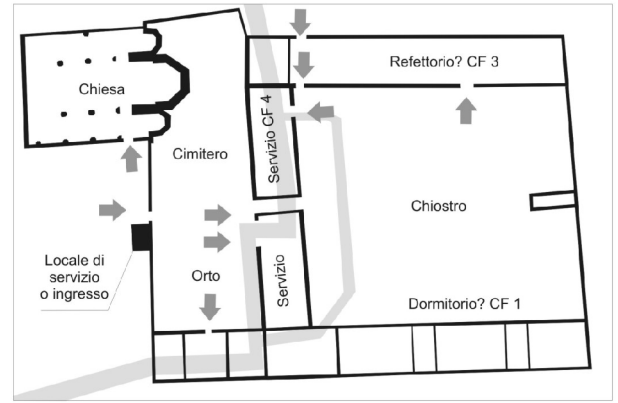 Refettorio? CF 3
Chiesa
Servizio CF 4
Cimitero
Chiostro
Locale di
servizio
o ingresso
Orto
Servizio
Dormitorio? CF 1